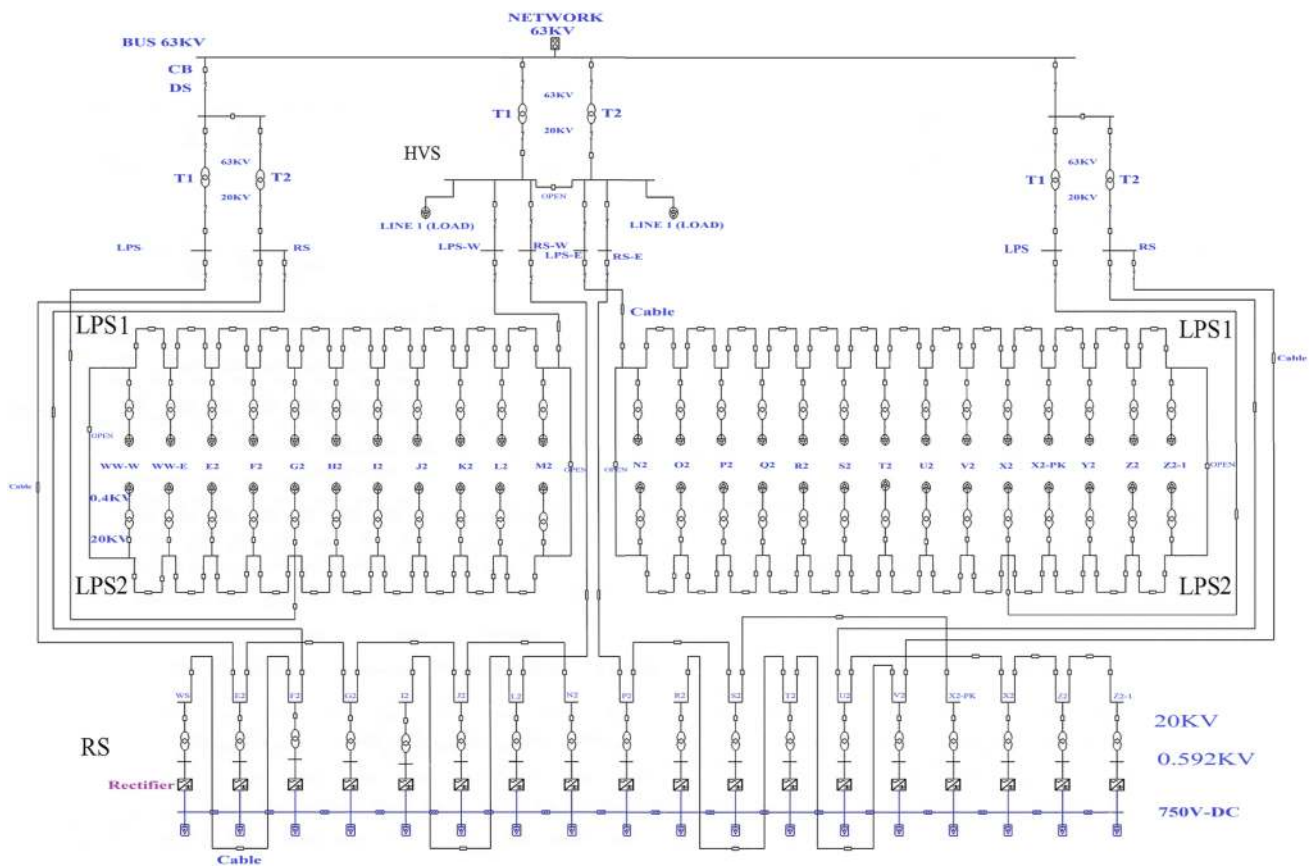 NETWORK
63KV
BUS 63KV
CB
DS
T1
63KV
20KV
T2
T1
63KV
20KV
T2
T1
63KV
20KV
T2
HVS
OPEN
LINE 1 (LOAD)
LINE 1 (LOAD)
LPS
RS
LPS-W
RS-W
LPS-E
RS-E
LPS
RS
Cable
LPS1
LPS1
Cable
OPEN
OPEN
OPEN
OPEN
WW-W
WW-E
E2
F2
G2
H2
I2
J2
K2
L2
M2
N2
O2
P2
Q2
R2
S2
T2
U2
V2
X2
X2-PK
Y2
Z2
Z2-1
Cable
0.4KV
20KV
LPS2
LPS2
WS
E2
F2
G2
I2
J2
L2
N2
P2
R2
S2
T2
U2
V2
X2-PK
X2
Z2
Z2-1
20KV
RS
0.592KV
Rectifier
750V-DC
Cable